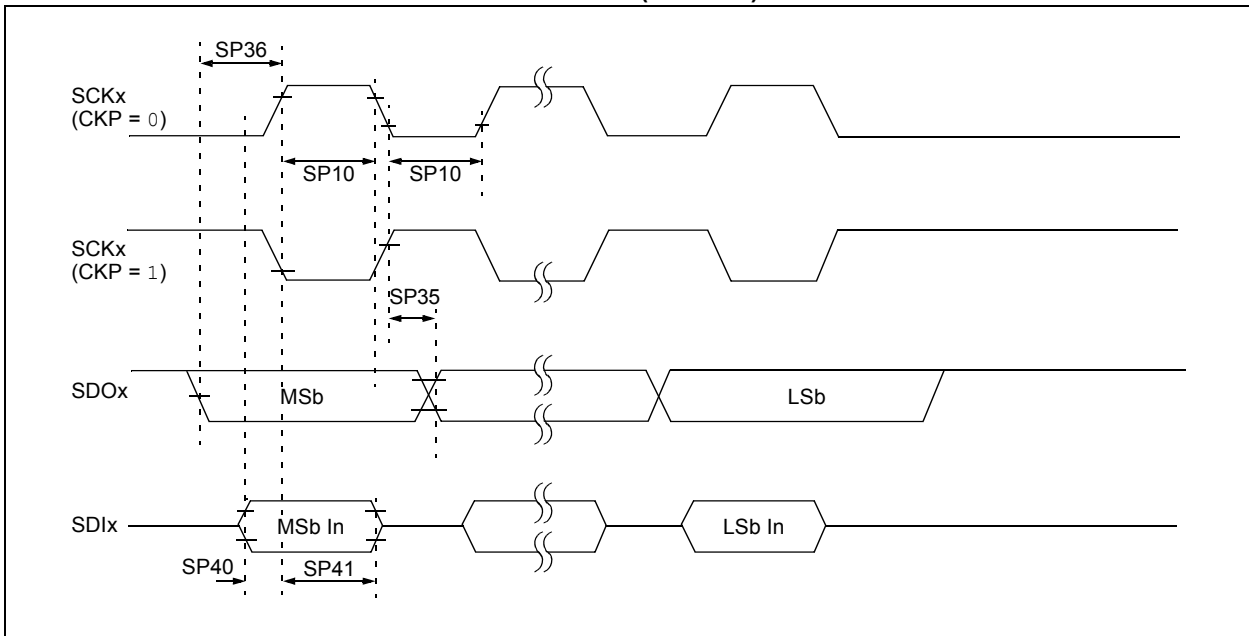 SP36
SCKx
(CKP = 0)
SP10 SP10
SCKx
(CKP = 1)
SP35
SDOx MSb LSb
SDIx MSb In LSb In
SP40 SP41